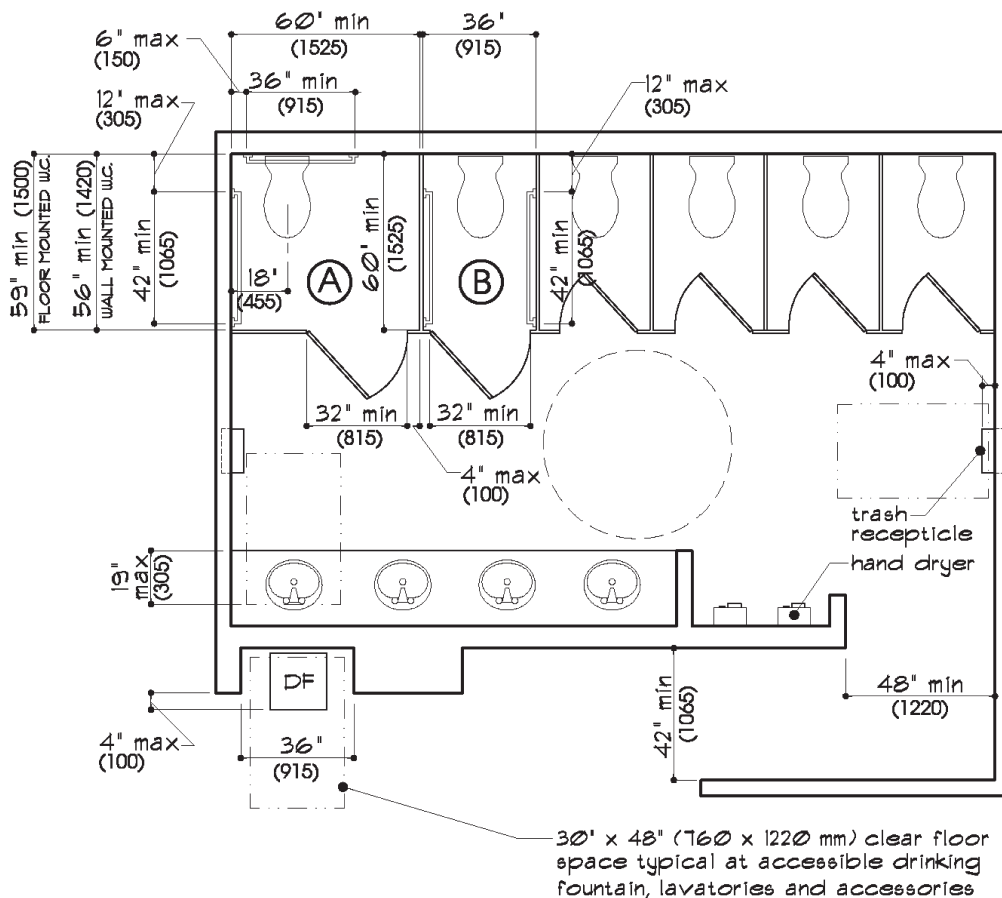 60" min
(1525)
36"
(915)
6" max
(150)
36" min
(915)
12" max
(305)
12" max
(305)
59" min (1500)
FLOOR MOUNTED W.C.
56" min (1420)
WALL MOUNTED W.C.
42" min
(1065)
18"
(455)
A
60" min
(1525)
B
42" min
(1065)
32" min
(815)
32" min
(815)
4" max
(100)
4" max
(100)
trash
recepticle
hand dryer
19"
max
(305)
DF
4" max
(100)
36"
(915)
42" min
(1065)
48" min
(1220)
30" x 48" (760 x 1220 mm) clear floor
space typical at accessible drinking
fountain, lavatories and accessories